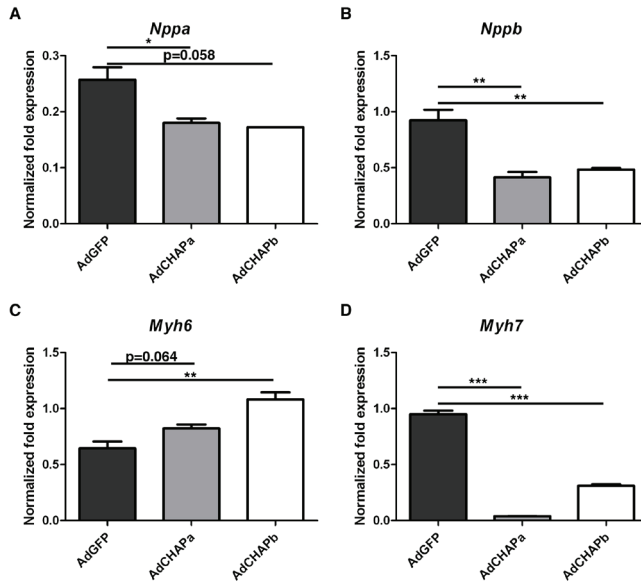 A
Nppa
Normalized fold expression
0.3
0.2
0.1
0.0
*
p=0.058
AdGFP
AdCHAPa
AdCHAPb
B
Nppb
Normalized fold expression
1.5
1.0
0.5
0.0
**
**
AdGFP
AdCHAPa
AdCHAPb
C
Myh6
Normalized fold expression
1.5
1.0
0.5
0.0
p=0.064
**
AdGFP
AdCHAPa
AdCHAPb
D
Myh7
Normalized fold expression
1.5
1.0
0.5
0.0
***
***
AdGFP
AdCHAPa
AdCHAPb